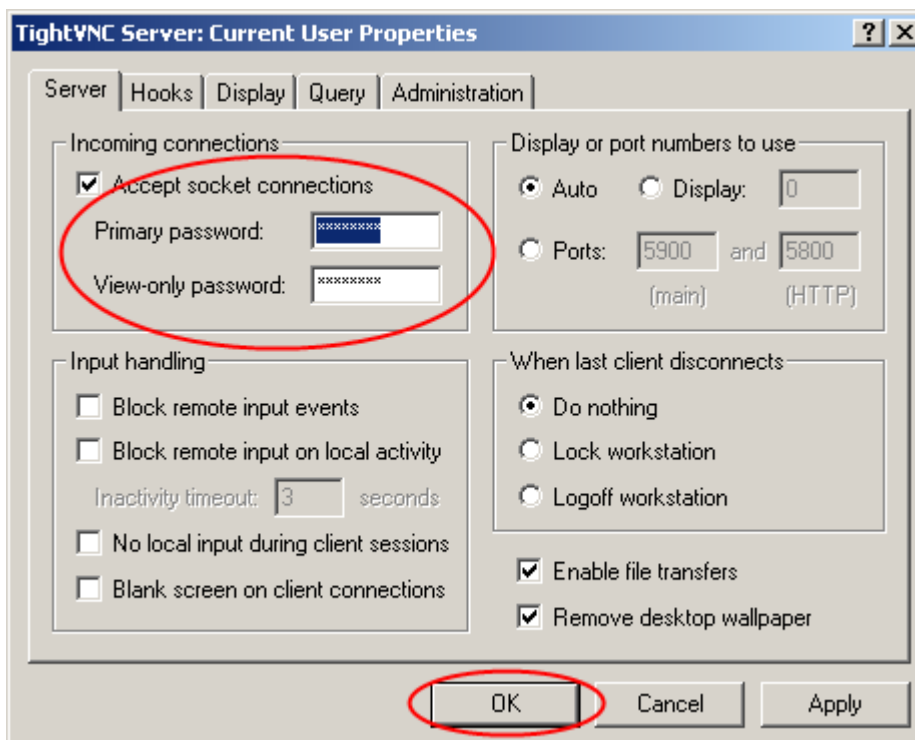 TightVNC Server: Current User Properties
Server Hooks Display Query Administration
Incoming connections
Accept socket connections
Primary password: ********
View-only password: ********
Display or port numbers to use
Auto Display: 0
Ports: 5900 and 5800
(main) (HTTP)
Input handling
Block remote input events
Block remote input on local activity
Inactivity timeout: 3 seconds
No local input during client sessions
Blank screen on client connections
When last client disconnects
Do nothing
Lock workstation
Logoff workstation
Enable file transfers
Remove desktop wallpaper
OK Cancel Apply